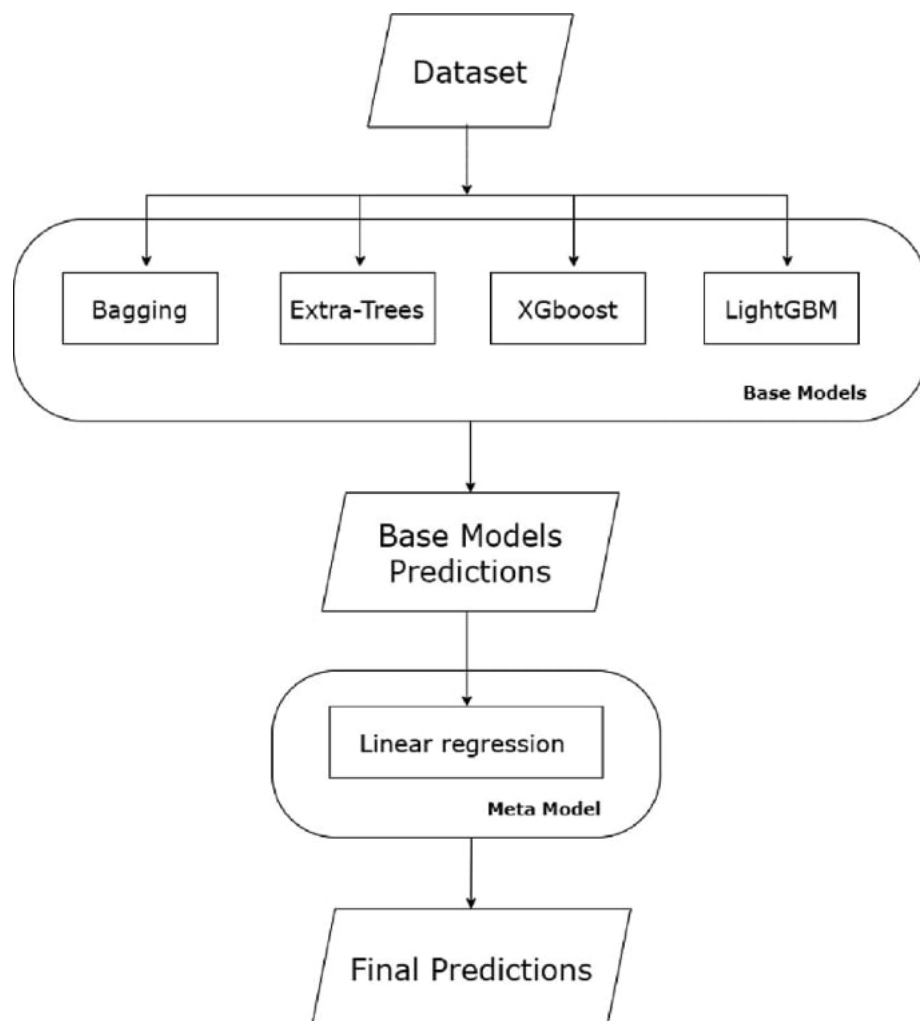 Dataset
Bagging
Extra-Trees
XGboost
LightGBM
Base Models
Base Models
Predictions
Linear regression
Meta Model
Final Predictions